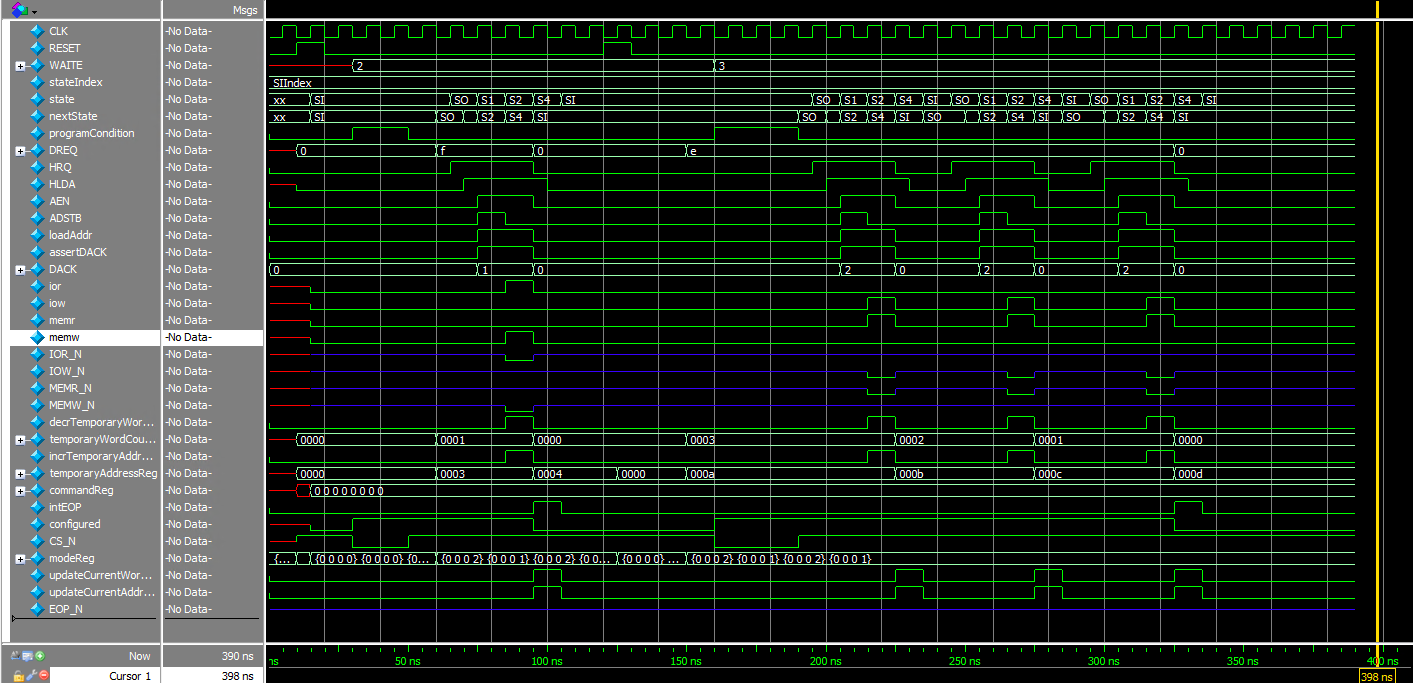 Msgs
CLK -No Data-
RESET -No Data-
WAITE -No Data- 2 3
stateIndex -No Data- SIIndex
state -No Data- xx SI SO S1 S2 S4 SI SO S1 S2 S4 SI SO S1 S2 S4 SI SO S1 S2 S4 SI
nextState -No Data- xx SI SO S2 S4 SI SO S2 S4 SI SO S2 S4 SI SO S2 S4 SI
programCondition -No Data-
DREQ -No Data- 0 f 0 e 0
HRQ -No Data-
HLDA -No Data-
AEN -No Data-
ADSTB -No Data-
loadAddr -No Data-
assertDACK -No Data-
DACK -No Data- 0 1 0 2 0 2 0 2 0
ior -No Data-
iow -No Data-
memr -No Data-
memw -No Data-
IOR_N -No Data-
IOW_N -No Data-
MEMR_N -No Data-
MEMW_N -No Data-
decrTemporaryWor... -No Data-
temporaryWordCou... -No Data- 0000 0001 0000 0003 0002 0001 0000
incrTemporaryAddr... -No Data-
temporaryAddressReg -No Data- 0000 0003 0004 0000 000a 000b 000c 000d
commandReg -No Data- 0 0 0 0 0 0 0 0
intEOP -No Data-
configured -No Data-
CS_N -No Data-
modeReg -No Data- {... {0 0 0 0} {0 0 0 0} {0... {0 0 0 2} {0 0 0 1} {0 0 0 2} {0 0... {0 0 0 0} ... {0 0 0 2} {0 0 0 1} {0 0 0 2} {0 0 0 1}
updateCurrentWor... -No Data-
updateCurrentAddr... -No Data-
EOP_N -No Data-
Now 390 ns ns 50 ns 100 ns 150 ns 200 ns 250 ns 300 ns 350 ns 400 ns
Cursor 1 398 ns 398 ns